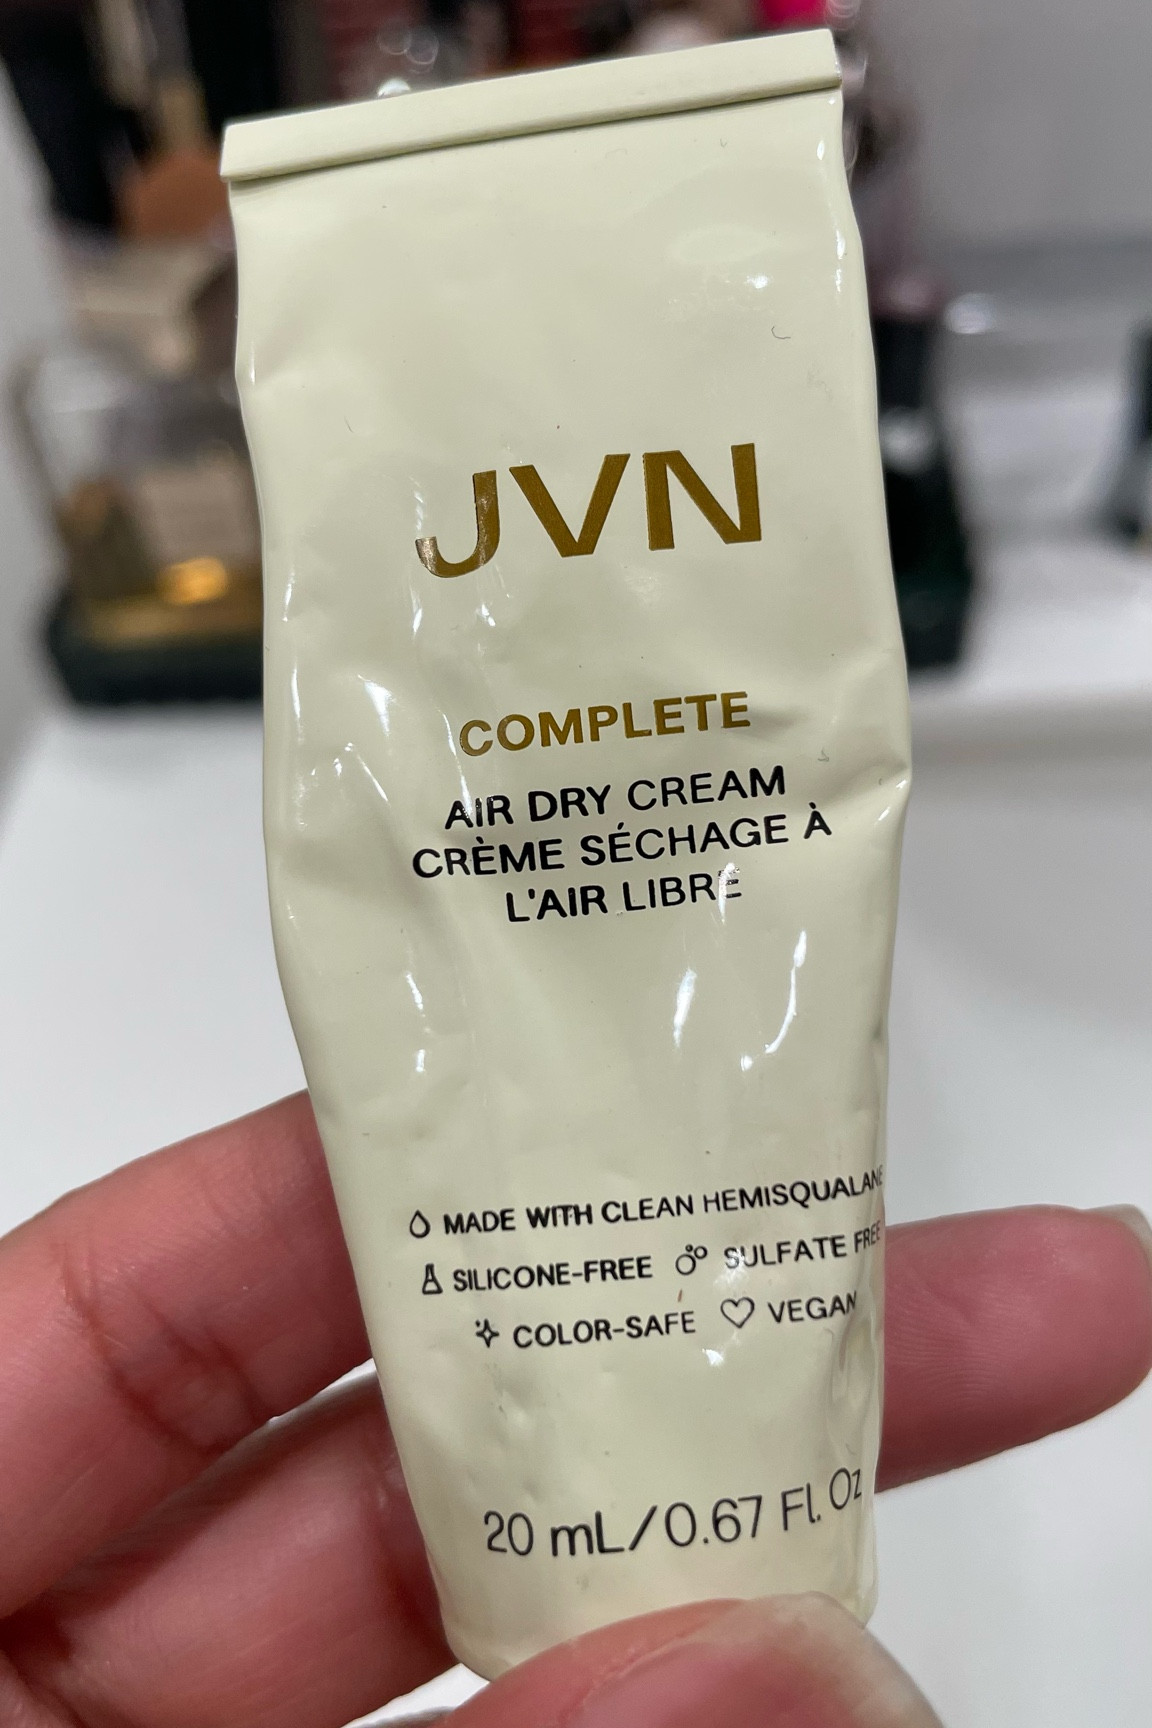 JVN
COMPLETE
AIR DRY CREAM
CRÈME SÉCHAGE À
L'AIR LIBRE
MADE WITH CLEAN HEMISQUALANE
SILICONE-FREE SULFATE FREE
COLOR-SAFE VEGAN
20 mL/0.67 Fl. Oz